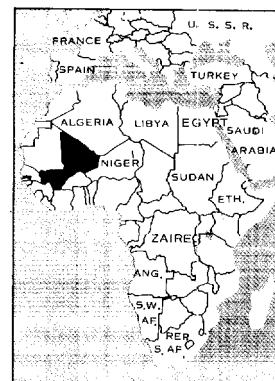 U. S. S. R.
FRANCE
SPAIN
TURKEY
ALGERIA
LIBYA
EGYPT
SAUDI
ARABIA
NIGER
SUDAN
ETH.
ZAIRE
ANG.
S.W.
AF.
REP.
S. AF.